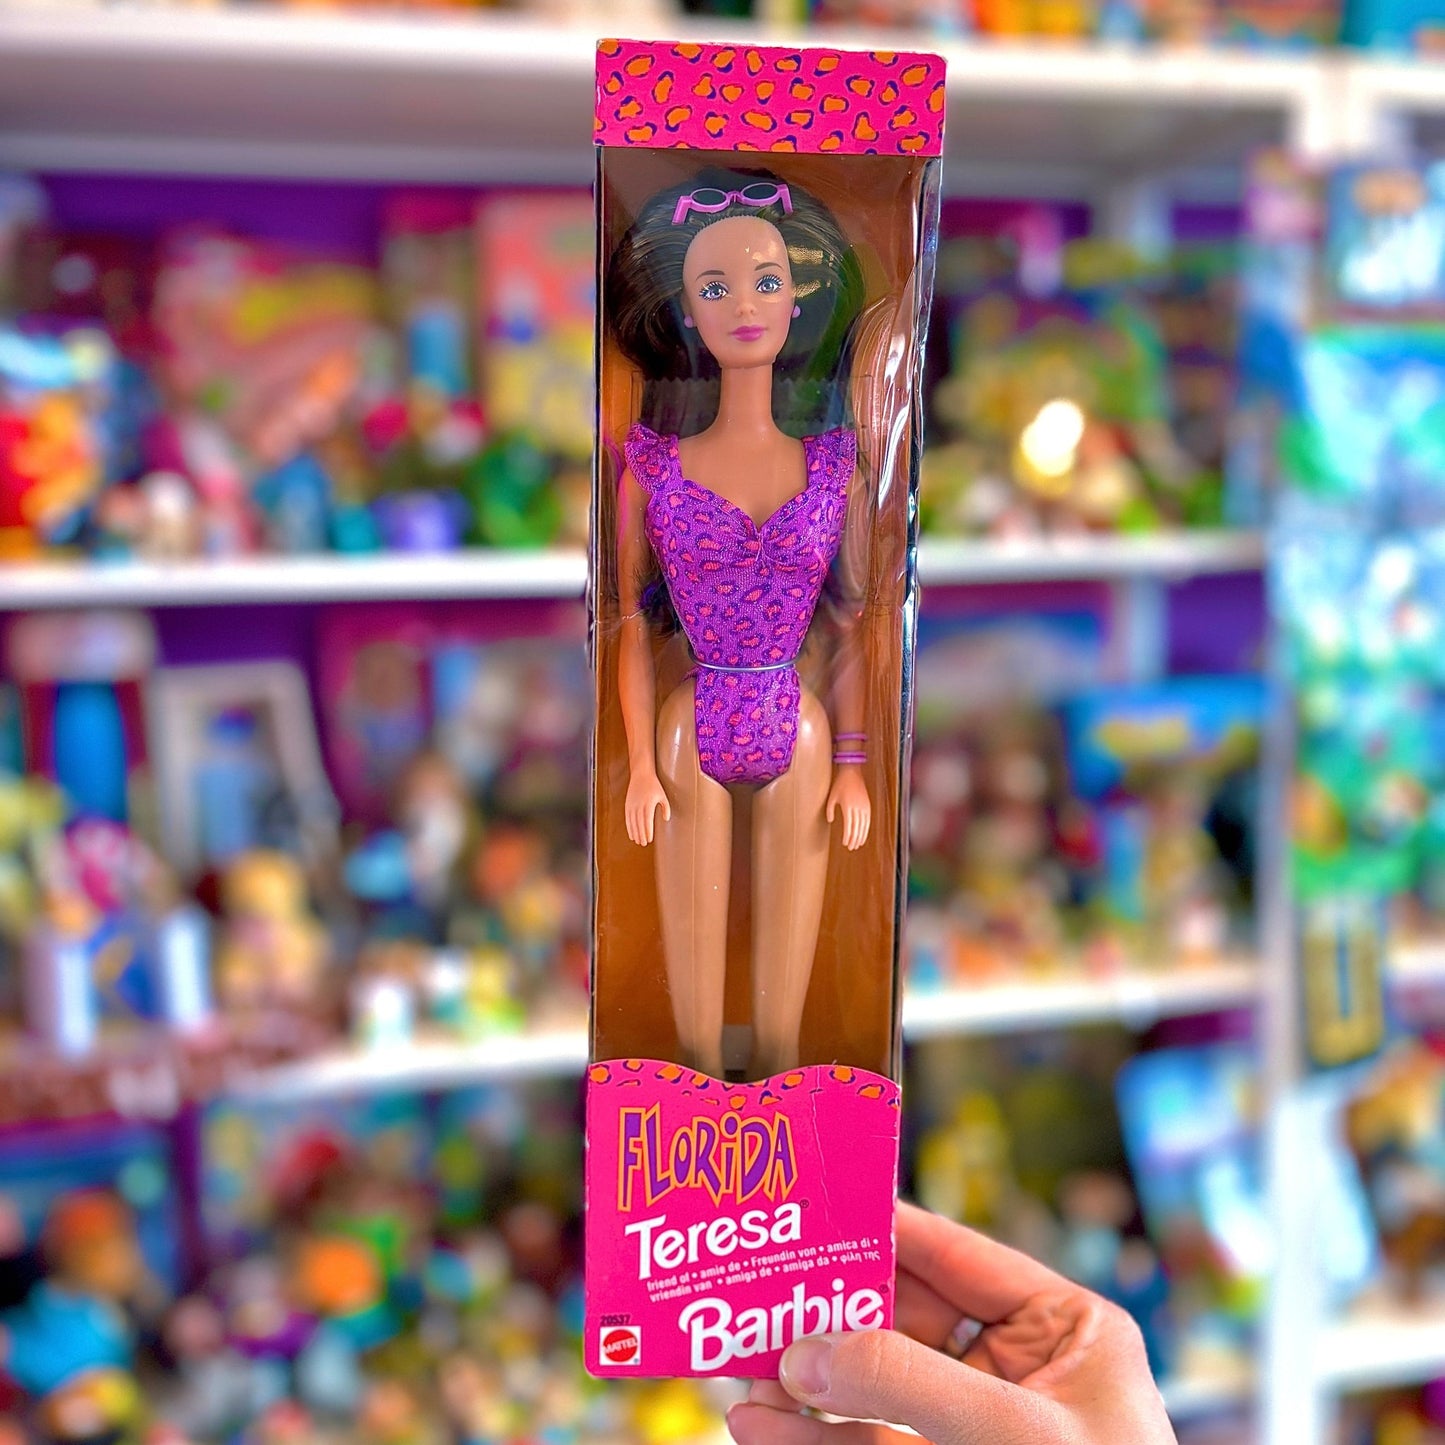 FLORiDA
Teresa®
friend of • amie de • Freundin von • amica di •
vriendin van • amiga de • amiga da • φίλη της
Barbie
20537
MATTEL